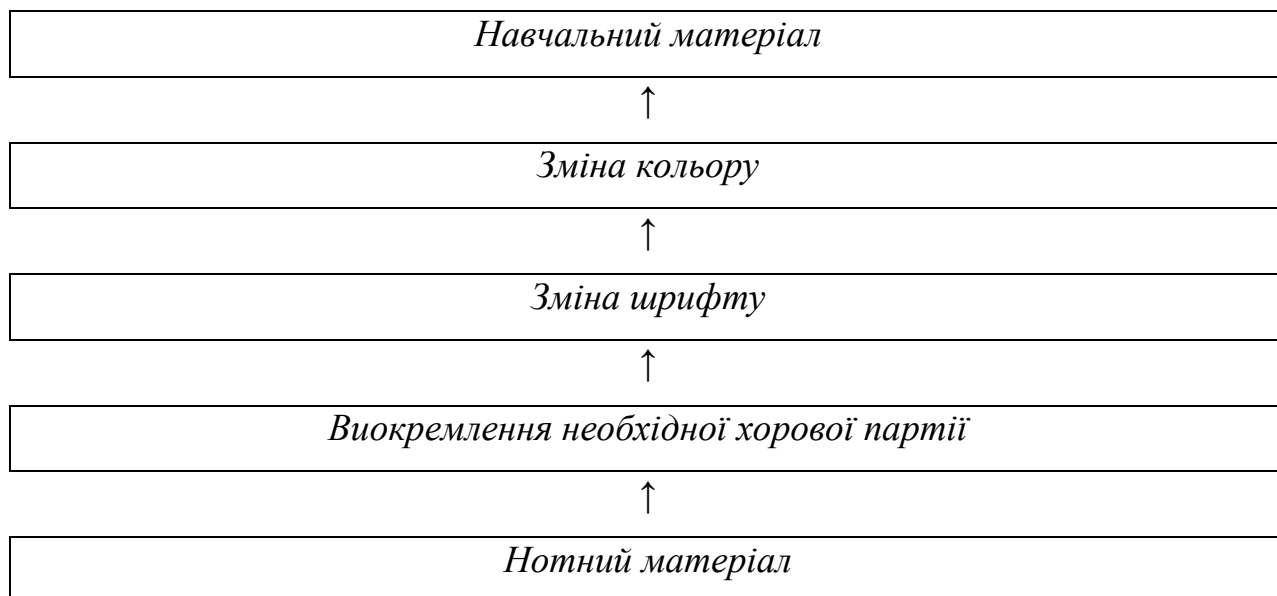 Навчальний матеріал
↑
Зміна кольору
↑
Зміна шрифту
↑
Виокремлення необхідної хорової партії
↑
Нотний матеріал